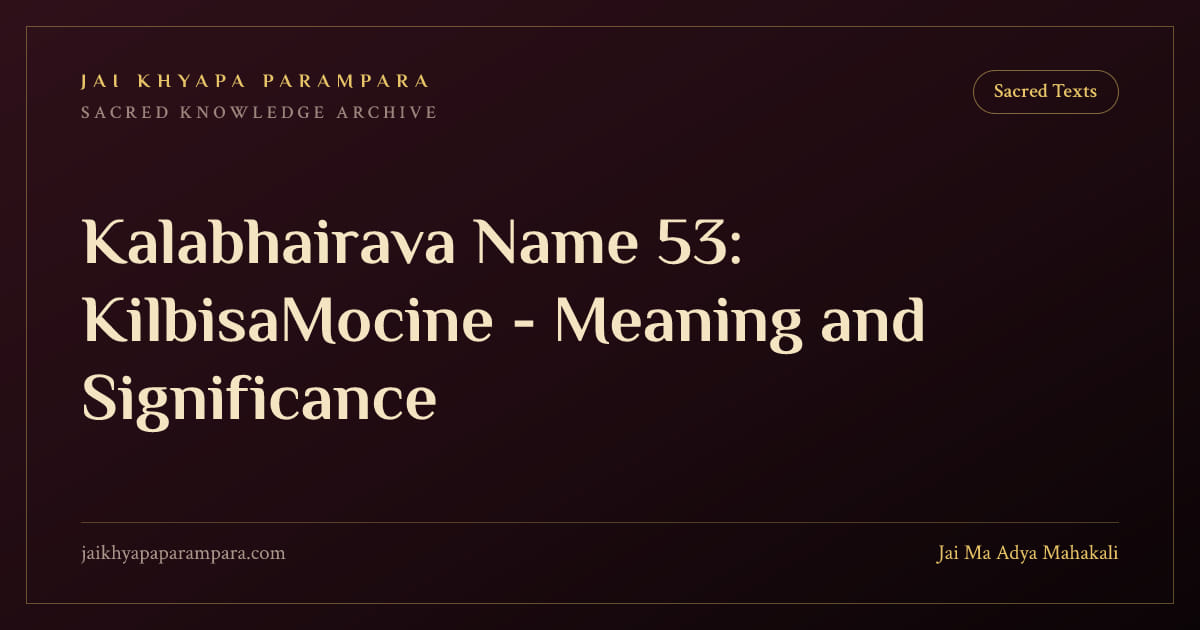 JAI KHYAPA PARAMPARA
SACRED KNOWLEDGE ARCHIVE
Sacred Texts
Kalabhairava Name 53:
KilbisaMocine - Meaning and
Significance
jaikhyapaparampara.com
Jai Ma Adya Mahakali